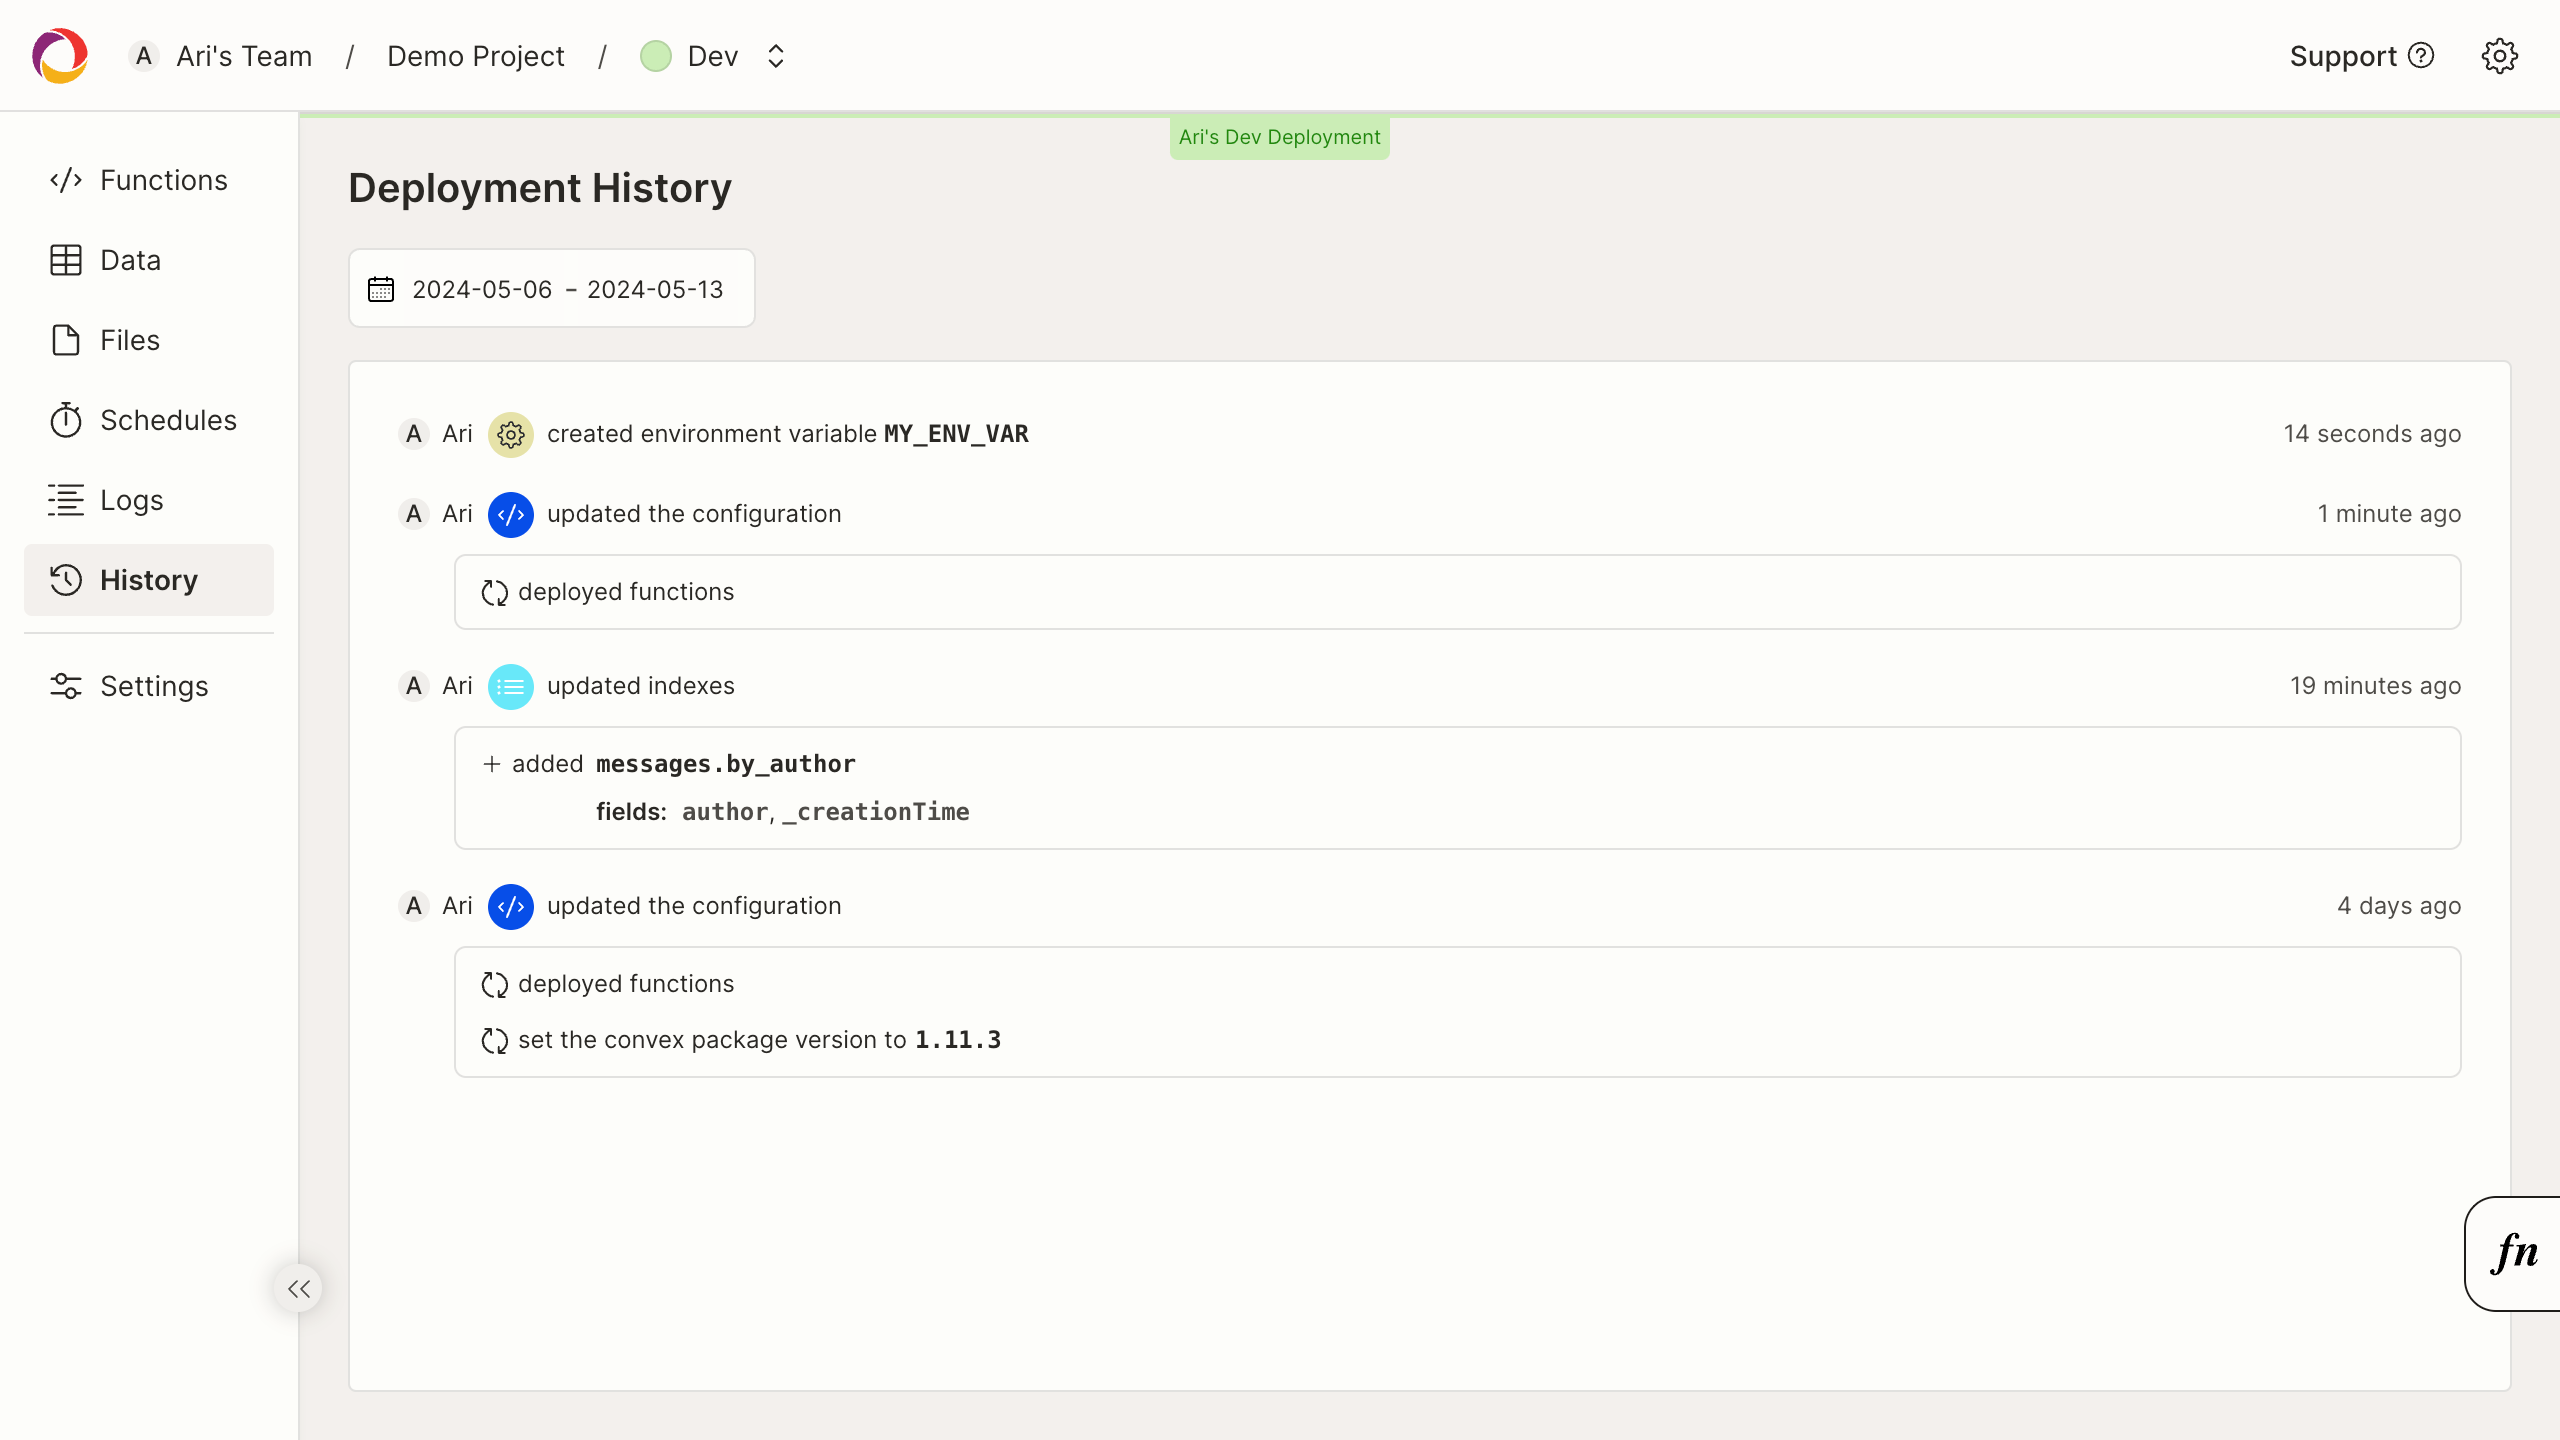 A Ari's Team / Demo Project / Dev
Support
Ari's Dev Deployment
Functions
Data
Files
Schedules
Logs
History
Settings
Deployment History
2024-05-06 – 2024-05-13
A Ari created environment variable MY_ENV_VAR 14 seconds ago
A Ari updated the configuration 1 minute ago
deployed functions
A Ari updated indexes 19 minutes ago
+ added messages.by_author
fields: author, _creationTime
A Ari updated the configuration 4 days ago
deployed functions
set the convex package version to 1.11.3
fn